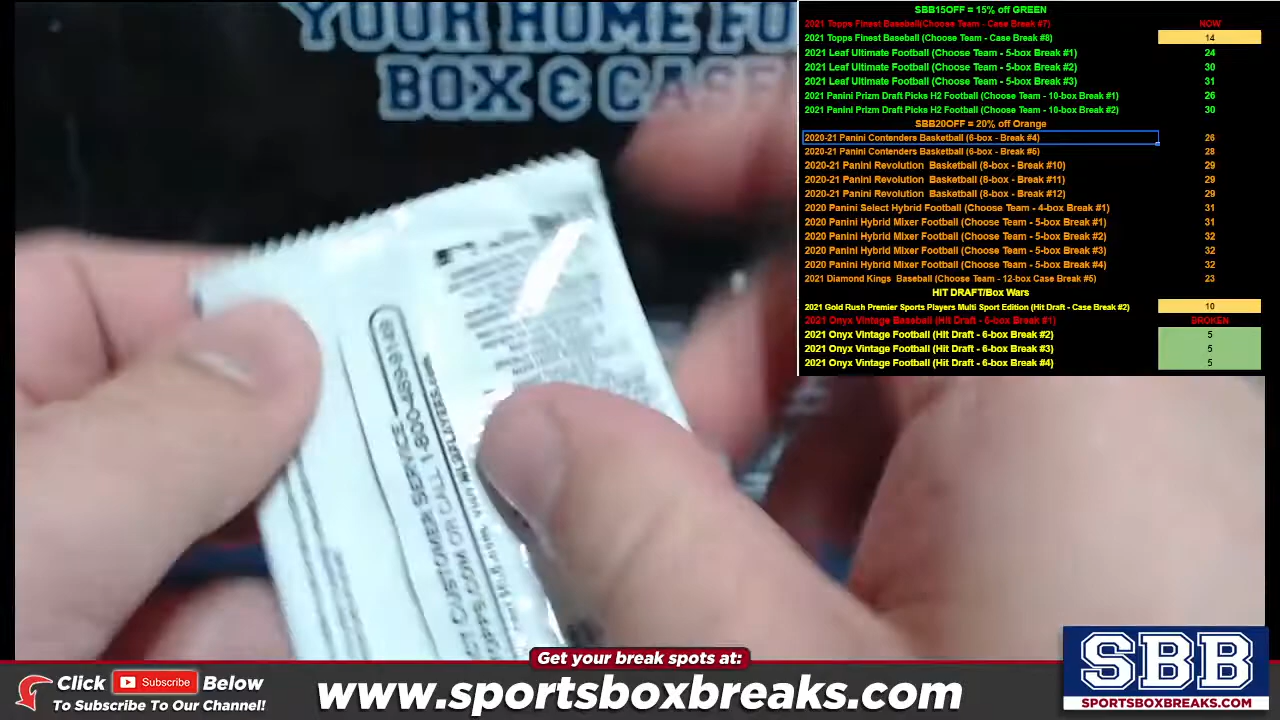 YOUR HOME FO
BOX & CASE
SBB15OFF = 15% off GREEN
2021 Topps Finest Baseball(Choose Team - Case Break #7) NOW
2021 Topps Finest Baseball (Choose Team - Case Break #8) 14
2021 Leaf Ultimate Football (Choose Team - 5-box Break #1) 24
2021 Leaf Ultimate Football (Choose Team - 5-box Break #2) 30
2021 Leaf Ultimate Football (Choose Team - 5-box Break #3) 31
2021 Panini Prizm Draft Picks H2 Football (Choose Team - 10-box Break #1) 26
2021 Panini Prizm Draft Picks H2 Football (Choose Team - 10-box Break #2) 30
SBB20OFF = 20% off Orange
2020-21 Panini Contenders Basketball (6-box - Break #4) 26
2020-21 Panini Contenders Basketball (6-box - Break #5) 28
2020-21 Panini Revolution Basketball (8-box - Break #10) 29
2020-21 Panini Revolution Basketball (8-box - Break #11) 29
2020-21 Panini Revolution Basketball (8-box - Break #12) 29
2020 Panini Select Hybrid Football (Choose Team - 4-box Break #1) 31
2020 Panini Hybrid Mixer Football (Choose Team - 5-box Break #1) 31
2020 Panini Hybrid Mixer Football (Choose Team - 5-box Break #2) 32
2020 Panini Hybrid Mixer Football (Choose Team - 5-box Break #3) 32
2020 Panini Hybrid Mixer Football (Choose Team - 5-box Break #4) 32
2021 Diamond Kings Baseball (Choose Team - 12-box Case Break #5) 23
HIT DRAFT/Box Wars
2021 Gold Rush Premier Sports Players Multi Sport Edition (Hit Draft - Case Break #2) 10
2021 Onyx Vintage Baseball (Hit Draft - 6-box Break #1) BROKEN
2021 Onyx Vintage Football (Hit Draft - 6-box Break #2) 5
2021 Onyx Vintage Football (Hit Draft - 6-box Break #3) 5
2021 Onyx Vintage Football (Hit Draft - 6-box Break #4) 5
CUSTOMER SERVICE
OR CALL 1-800-
MLBPLAYERS.com
Get your break spots at:
Click Subscribe Below
To Subscribe To Our Channel!
www.sportsboxbreaks.com
SBB
SPORTSBOXBREAKS.COM